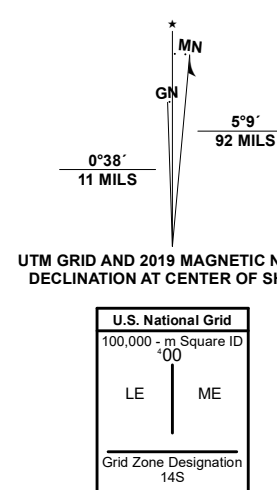 ★
MN
GN
5°9´
92 MILS
0°38´
11 MILS
UTM GRID AND 2019 MAGNETIC N
DECLINATION AT CENTER OF SH
U.S. National Grid
100,000 - m Square ID
⁴00
LE ME
Grid Zone Designation
14S